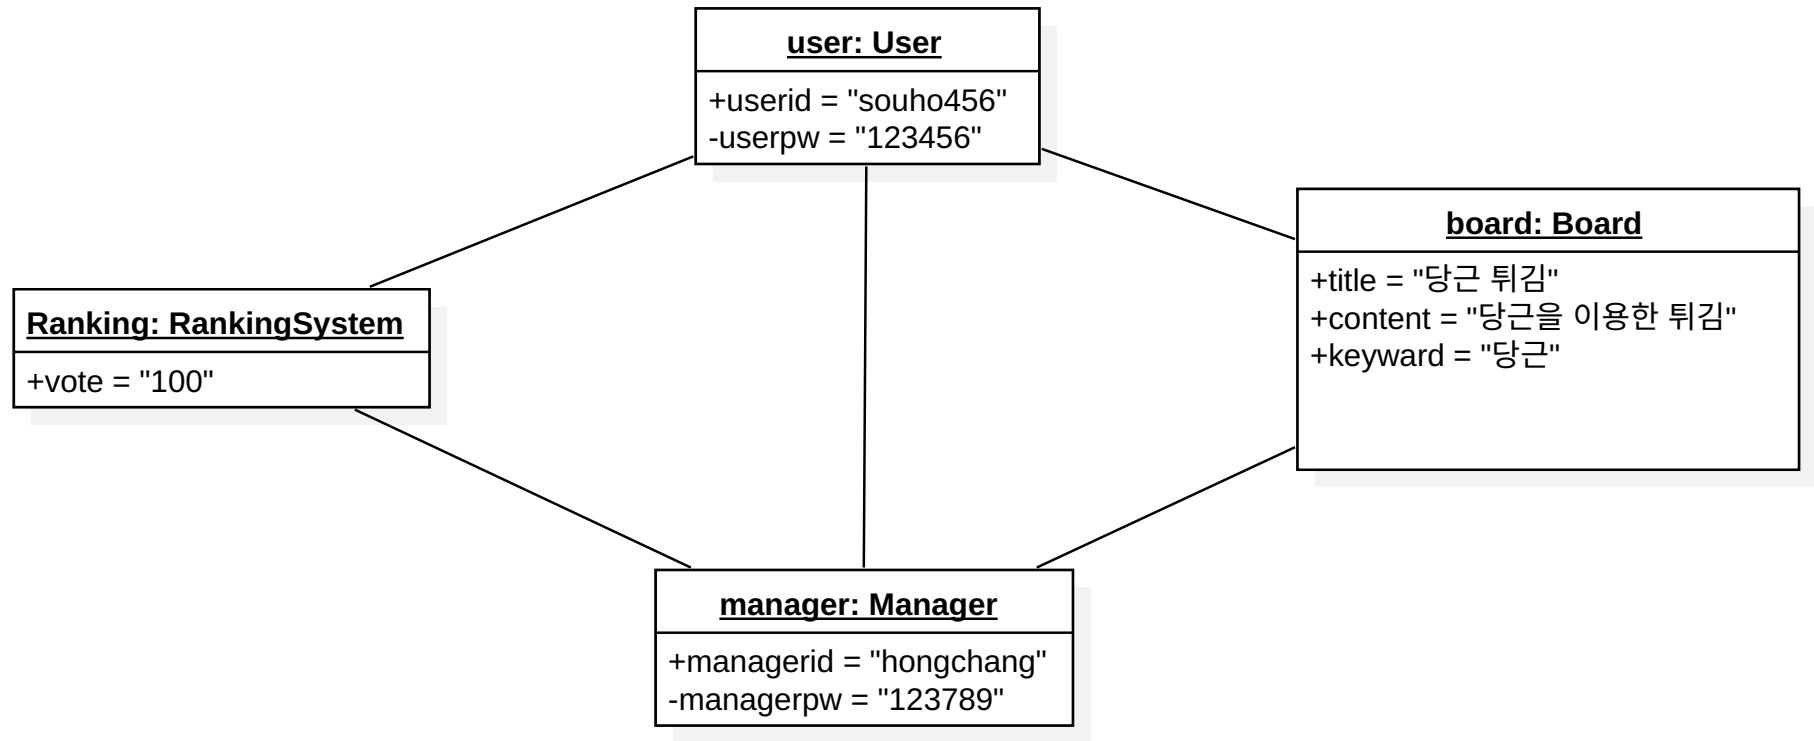 user: User
+userid = "souho456"
-userpw = "123456"
board: Board
+title = "당근 튀김"
+content = "당근을 이용한 튀김"
+keyward = "당근"
Ranking: RankingSystem
+vote = "100"
manager: Manager
+managerid = "hongchang"
-managerpw = "123789"